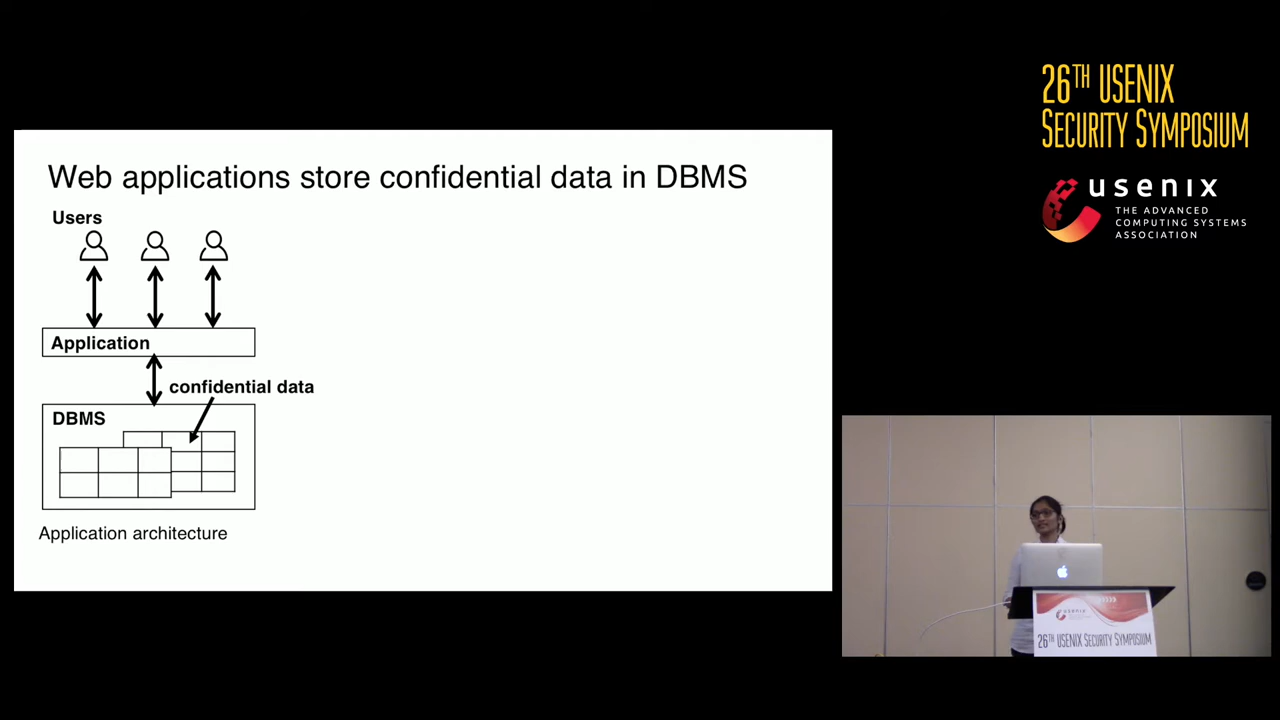 26TH USENIX
SECURITY SYMPOSIUM
usenix
THE ADVANCED
COMPUTING SYSTEMS
ASSOCIATION
Web applications store confidential data in DBMS
Users
Application
confidential data
DBMS
Application architecture
usenix
26TH USENIX SECURITY SYMPOSIUM